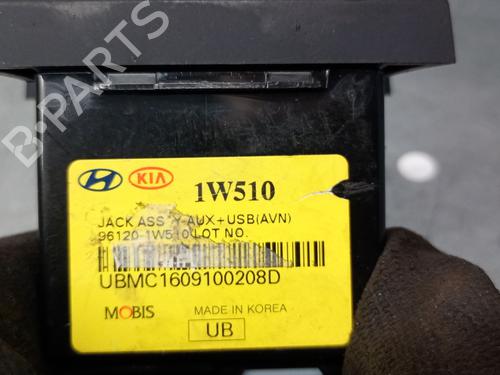 B-PARTS
KIA
1W510
JACK ASS'Y-AUX+USB(AVN)
96120-1W510 LOT NO.
UBMC1609100208D
MOBIS
MADE IN KOREA
UB